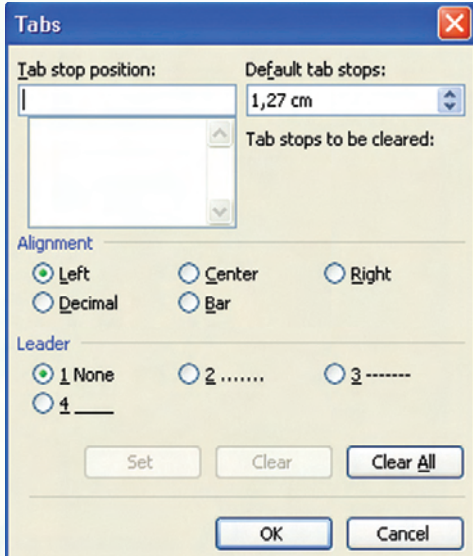 Tabs
Tab stop position: Default tab stops:
1,27 cm
Tab stops to be cleared:
Alignment
Left Center Right
Decimal Bar
Leader
1 None 2 ....... 3 -------
4 ____
Set Clear Clear All
OK Cancel